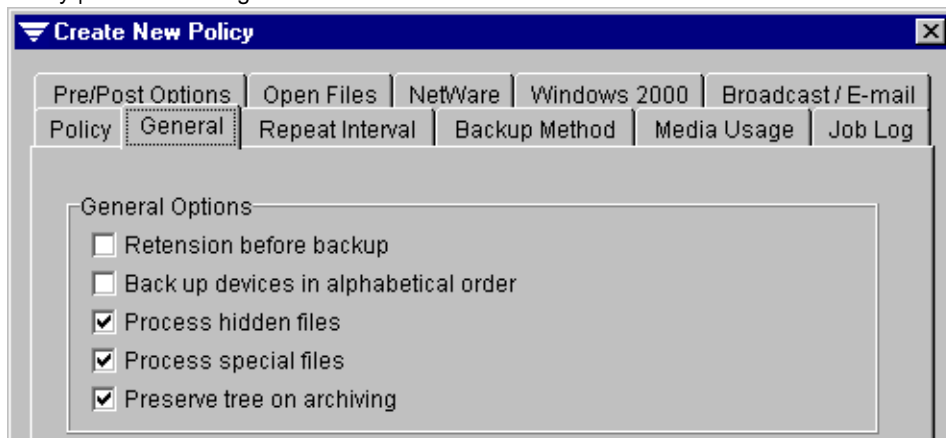 Create New Policy
Pre/Post Options Open Files NetWare Windows 2000 Broadcast / E-mail
Policy General Repeat Interval Backup Method Media Usage Job Log
General Options
Retension before backup
Back up devices in alphabetical order
Process hidden files
Process special files
Preserve tree on archiving